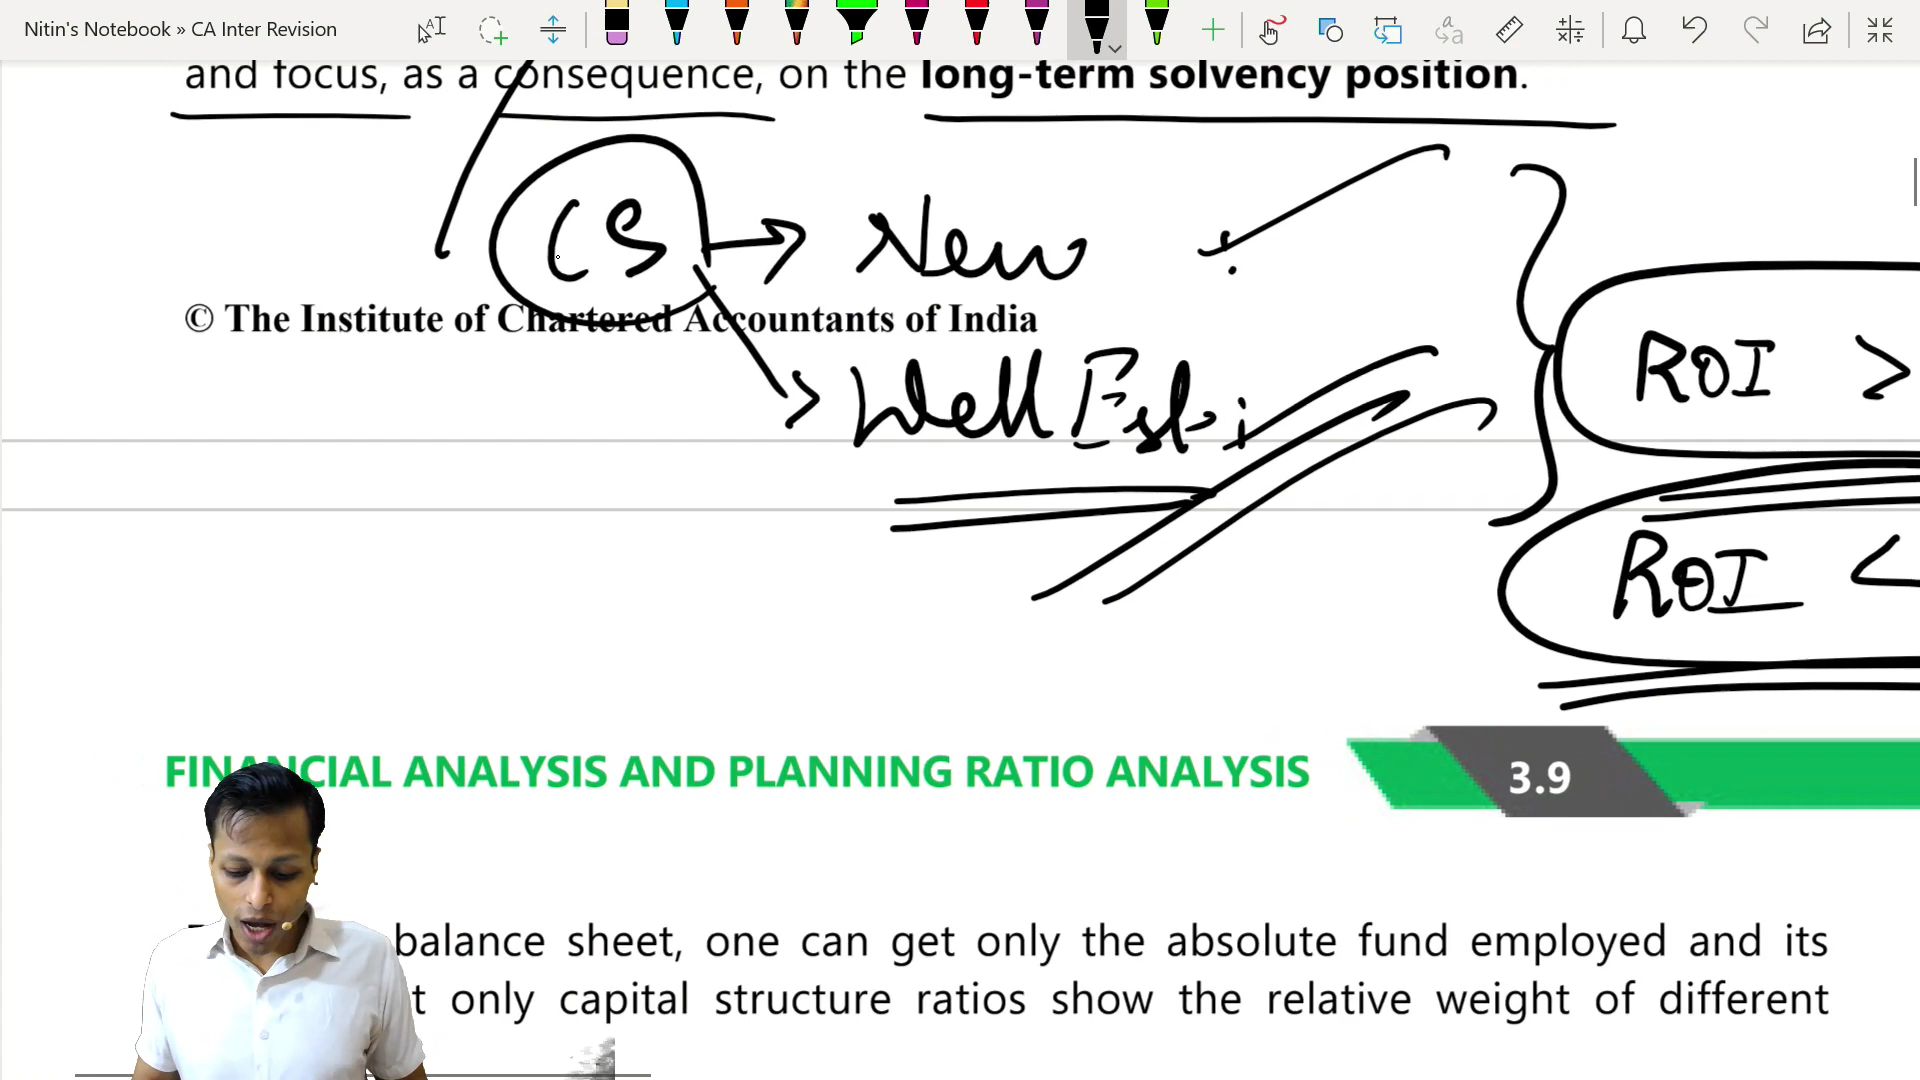 Nitin's Notebook » CA Inter Revision
and focus, as a consequence, on the long-term solvency position.
CS → New
© The Institute of Chartered Accountants of India
ROI >
Well Est.
ROI <
FINANCIAL ANALYSIS AND PLANNING RATIO ANALYSIS
3.9
balance sheet, one can get only the absolute fund employed and its
t only capital structure ratios show the relative weight of different